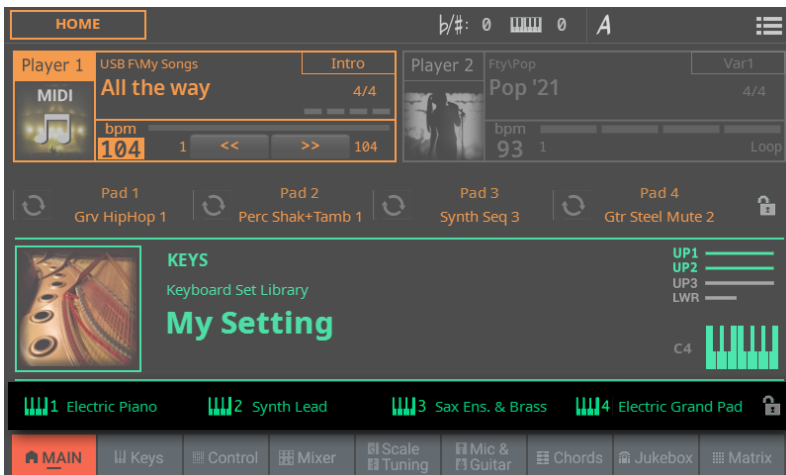 HOME
♭/#: 0 0 A
Player 1 USB F\My Songs Intro
MIDI All the way 4/4
bpm
104 1 << >> 104
Player 2 Fty\Pop Var1
Pop '21 4/4
bpm
93 1 Loop
Pad 1 Pad 2 Pad 3 Pad 4
Grv HipHop 1 Perc Shak+Tamb 1 Synth Seq 3 Gtr Steel Mute 2
KEYS
Keyboard Set Library
My Setting
UP1
UP2
UP3
LWR
C4
1 Electric Piano 2 Synth Lead 3 Sax Ens. & Brass 4 Electric Grand Pad
MAIN Keys Control Mixer Scale Tuning Mic & Guitar Chords Jukebox Matrix